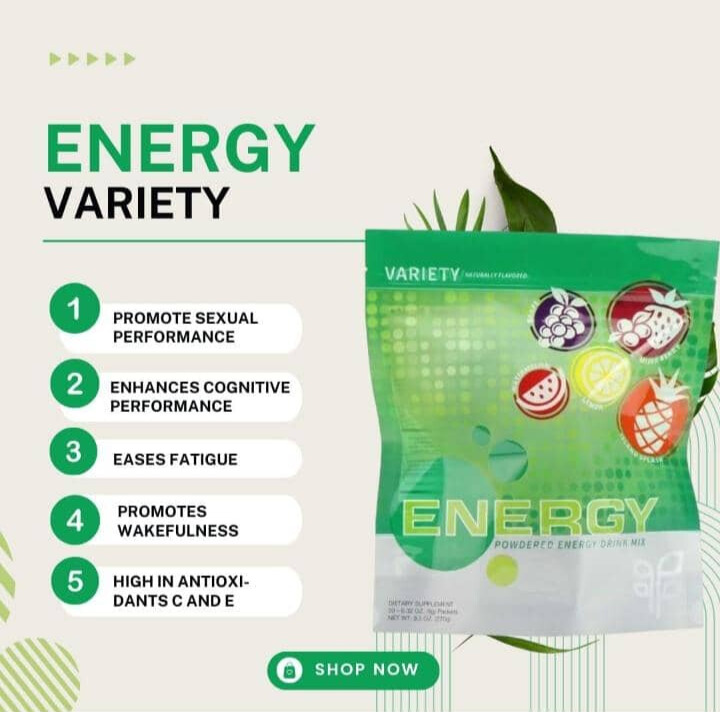 ENERGY
VARIETY
1
PROMOTE SEXUAL
PERFORMANCE
2
ENHANCES COGNITIVE
PERFORMANCE
3
EASES FATIGUE
4
PROMOTES
WAKEFULNESS
5
HIGH IN ANTIOXI-
DANTS C AND E
VARIETY NATURALLY FLAVORED
LEMON
ENERGY
POWDERED ENERGY DRINK MIX
DIETARY SUPPLEMENT
SHOP NOW